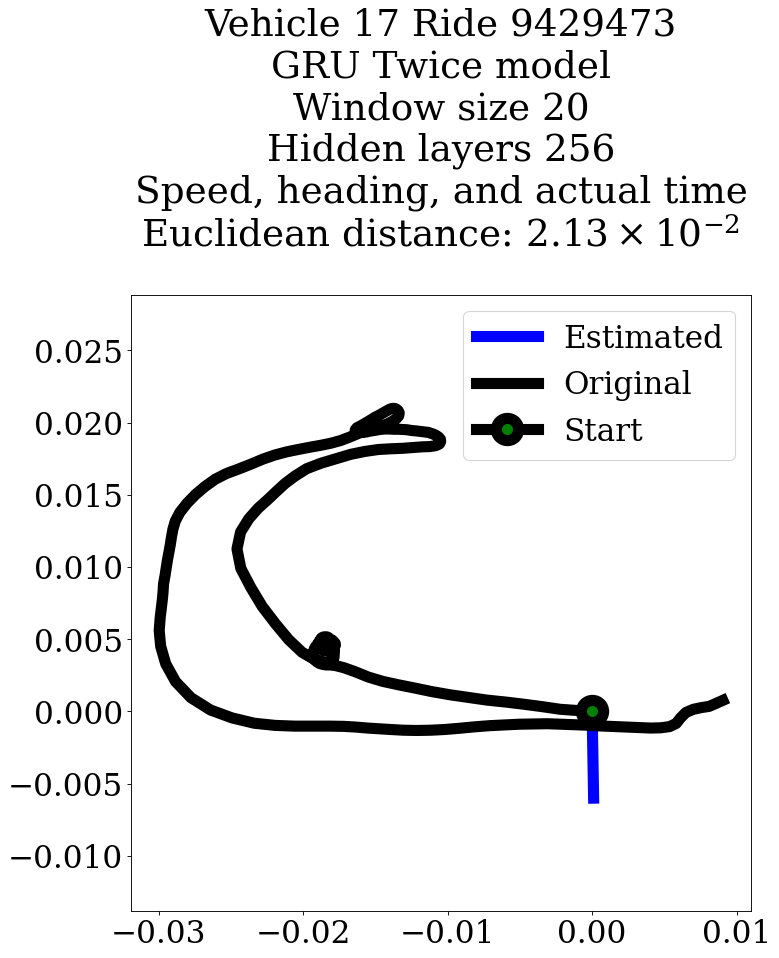 Vehicle 17 Ride 9429473
GRU Twice model
Window size 20
Hidden layers 256
Speed, heading, and actual time
Euclidean distance: 2.13 × 10⁻²
Estimated
Original
Start
0.025
0.020
0.015
0.010
0.005
0.000
−0.005
−0.010
−0.03 −0.02 −0.01 0.00 0.01